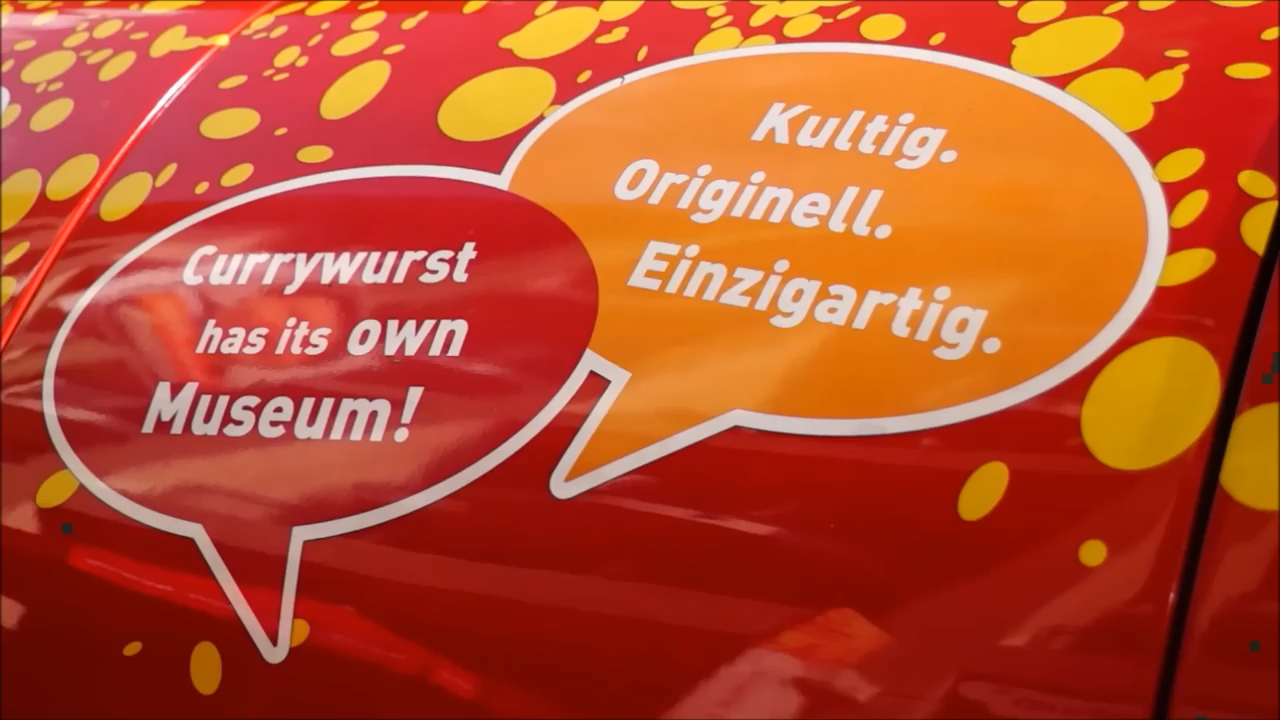 Currywurst
has its own
Museum!
Kultig.
Originell.
Einzigartig.